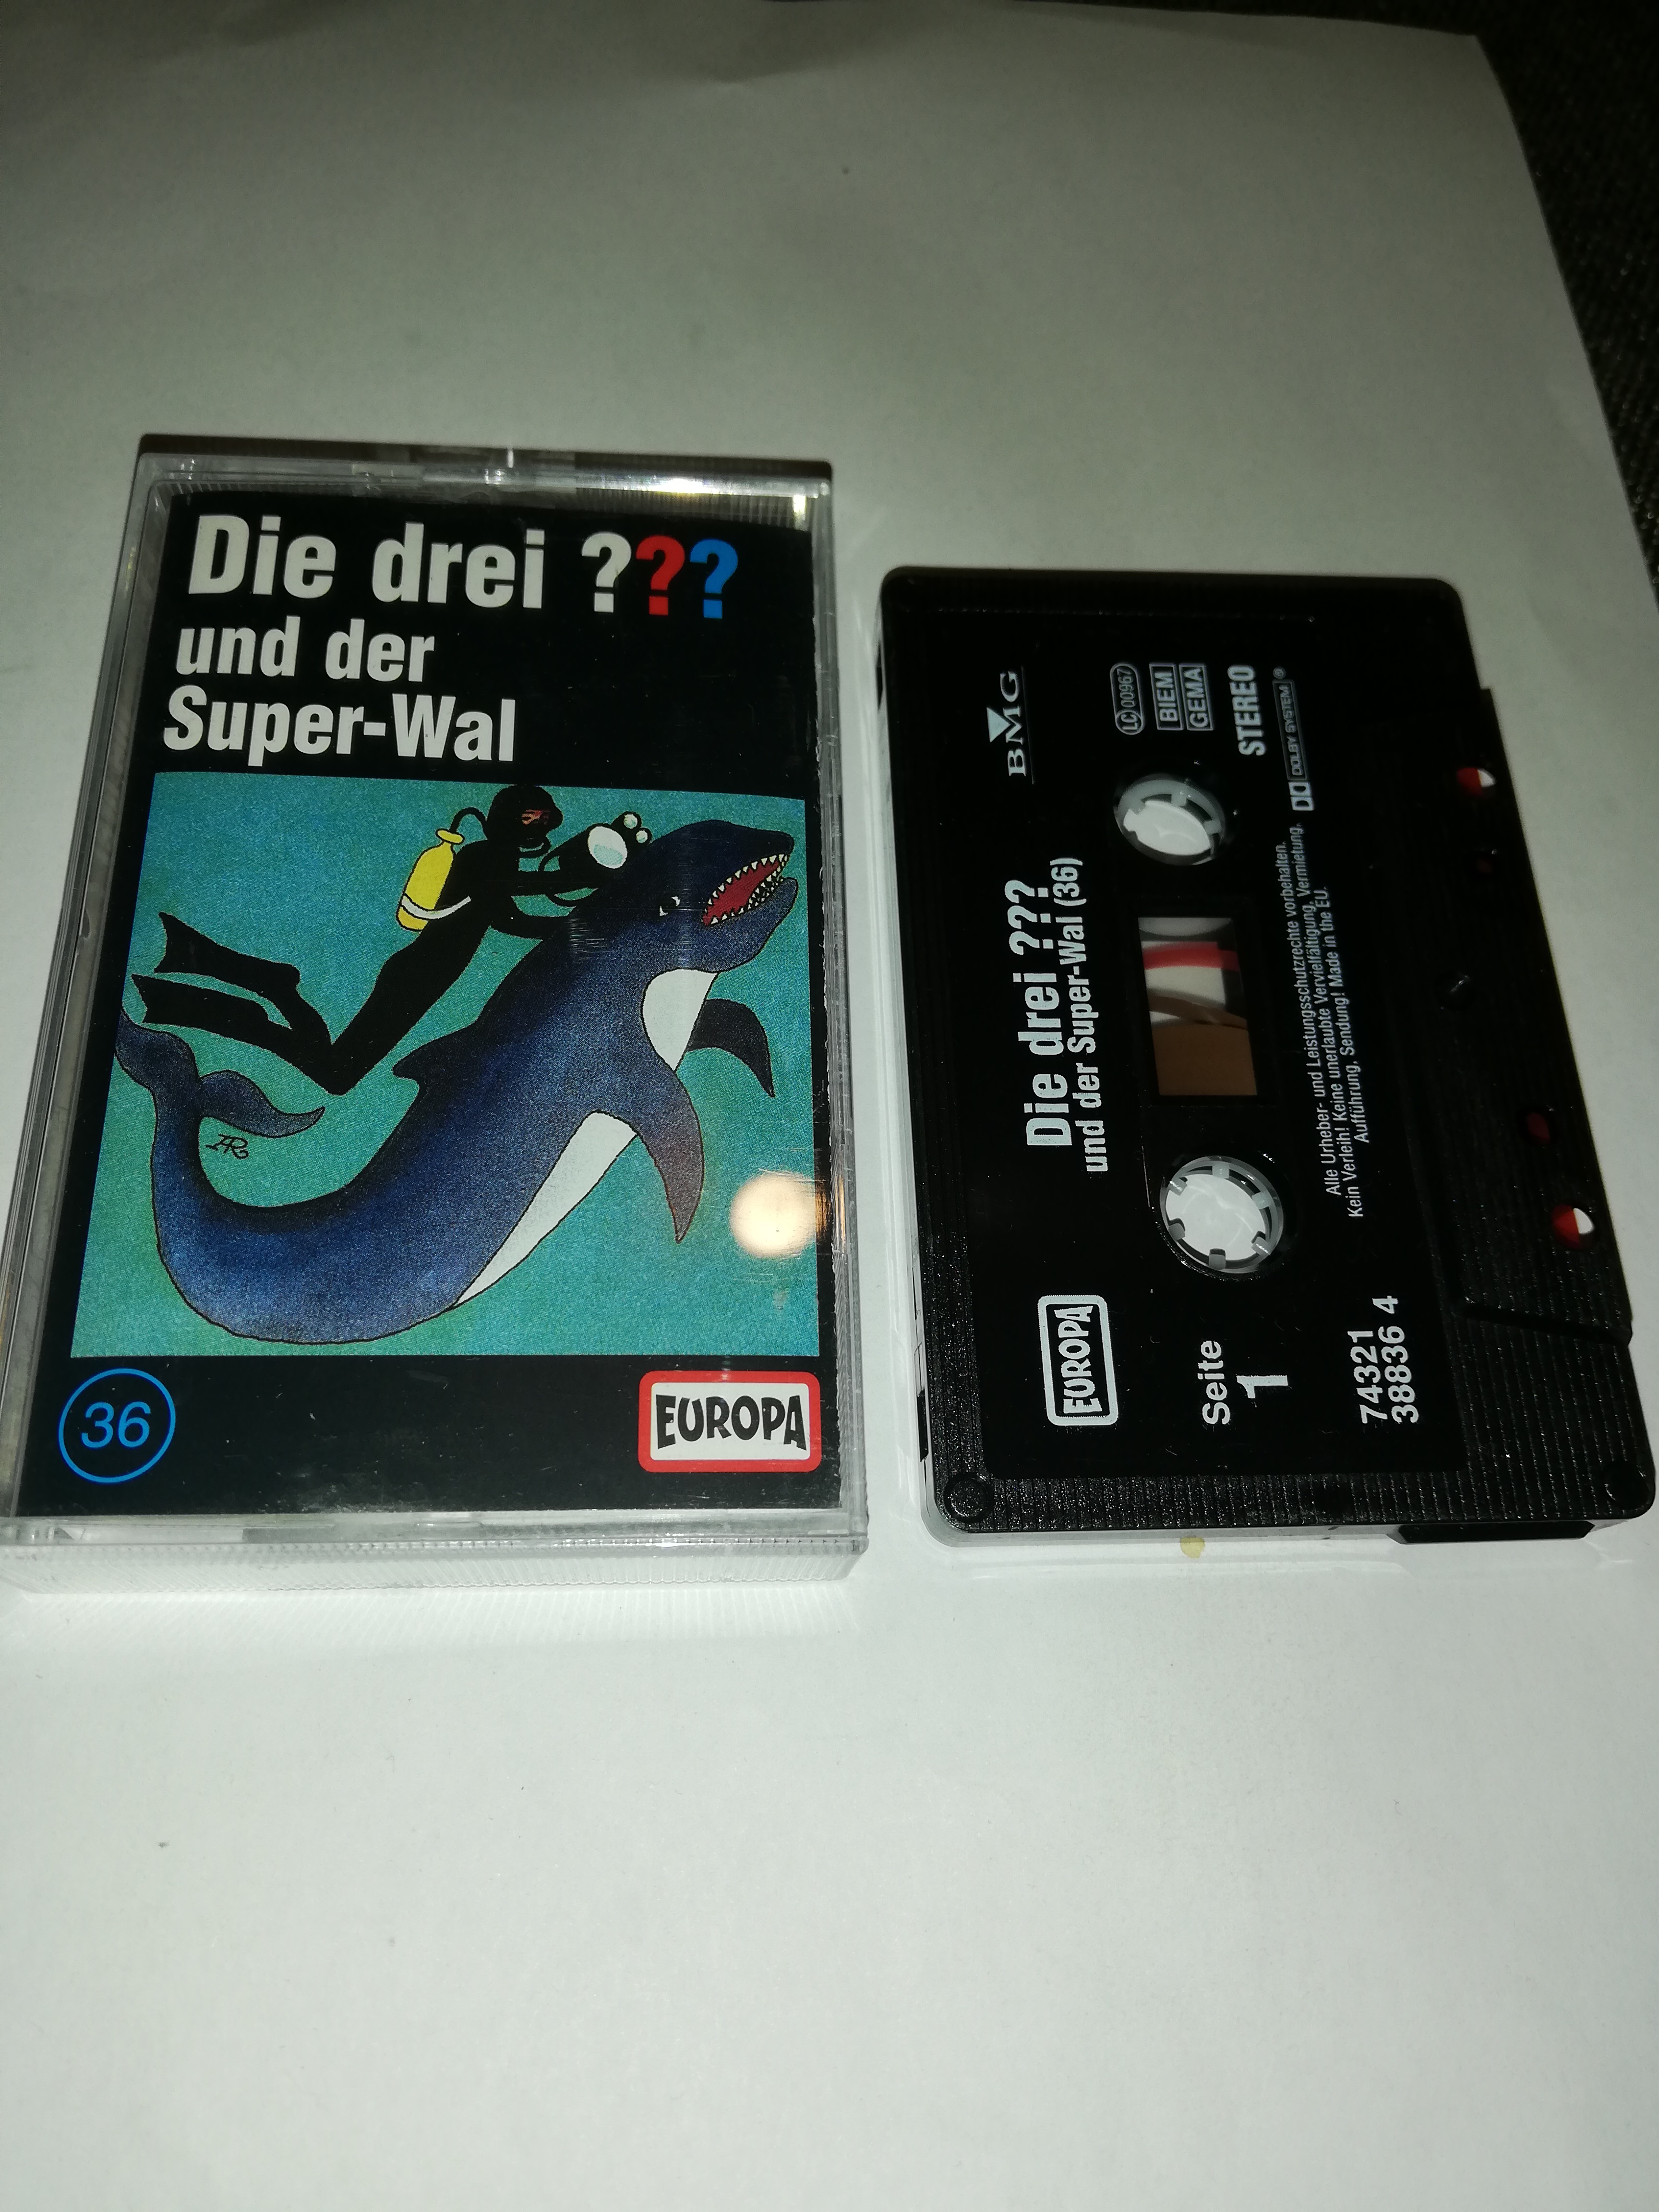 Die drei ???
und der
Super-Wal
AR
36
EUROPA
EUROPA
Die drei ???
und der Super-Wal (36)
BMG
LC 00967
BIEM
GEMA
STEREO
DOLBY SYSTEM ®
Seite
1
74321
38836 4
Alle Urheber- und Leistungsschutzrechte vorbehalten.
Kein Verleih! Keine unerlaubte Vervielfältigung, Vermietung,
Aufführung, Sendung! Made in the EU.